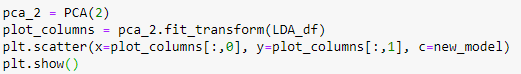 pca_2 = PCA(2)
plot_columns = pca_2.fit_transform(LDA_df)
plt.scatter(x=plot_columns[:,0], y=plot_columns[:,1], c=new_model)
plt.show()